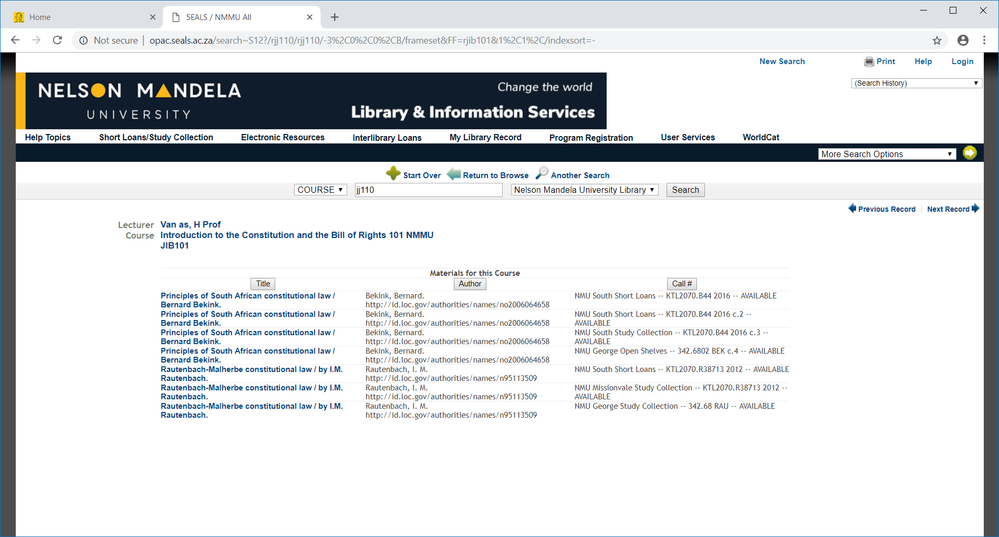 Home
SEALS / NMMU All
Not secure | opac.seals.ac.za/search~S12?/rjj110/rjj110/-3%2C0%2C0%2CB/frameset&FF=rjib101&1%2C1%2C/indexsort=-
New Search Print Help Login
(Search History)
NELSON MANDELA
UNIVERSITY
Change the world
Library & Information Services
Help Topics Short Loans/Study Collection Electronic Resources Interlibrary Loans My Library Record Program Registration User Services WorldCat
More Search Options
Start Over Return to Browse Another Search
COURSE jj110 Nelson Mandela University Library Search
Previous Record Next Record
Lecturer Van as, H Prof
Course Introduction to the Constitution and the Bill of Rights 101 NMMU
JIB101
Materials for this Course
Title Author Call #
Principles of South African constitutional law / Bekink, Bernard. NMU South Short Loans -- KTL2070.B44 2016 -- AVAILABLE
Bernard Bekink. http://id.loc.gov/authorities/names/no2006064658
Principles of South African constitutional law / Bekink, Bernard. NMU South Short Loans -- KTL2070.B44 2016 c.2 --
Bernard Bekink. http://id.loc.gov/authorities/names/no2006064658 AVAILABLE
Principles of South African constitutional law / Bekink, Bernard. NMU South Study Collection -- KTL2070.B44 2016 c.3 --
Bernard Bekink. http://id.loc.gov/authorities/names/no2006064658 AVAILABLE
Principles of South African constitutional law / Bekink, Bernard. NMU George Open Shelves -- 342.6802 BEK c.4 -- AVAILABLE
Bernard Bekink. http://id.loc.gov/authorities/names/no2006064658
Rautenbach-Malherbe constitutional law / by I.M. Rautenbach, I. M. NMU South Short Loans -- KTL2070.R38713 2012 -- AVAILABLE
Rautenbach. http://id.loc.gov/authorities/names/n95113509
Rautenbach-Malherbe constitutional law / by I.M. Rautenbach, I. M. NMU Missionvale Study Collection -- KTL2070.R38713 2012 --
Rautenbach. http://id.loc.gov/authorities/names/n95113509 AVAILABLE
Rautenbach-Malherbe constitutional law / by I.M. Rautenbach, I. M. NMU George Study Collection -- 342.68 RAU -- AVAILABLE
Rautenbach. http://id.loc.gov/authorities/names/n95113509